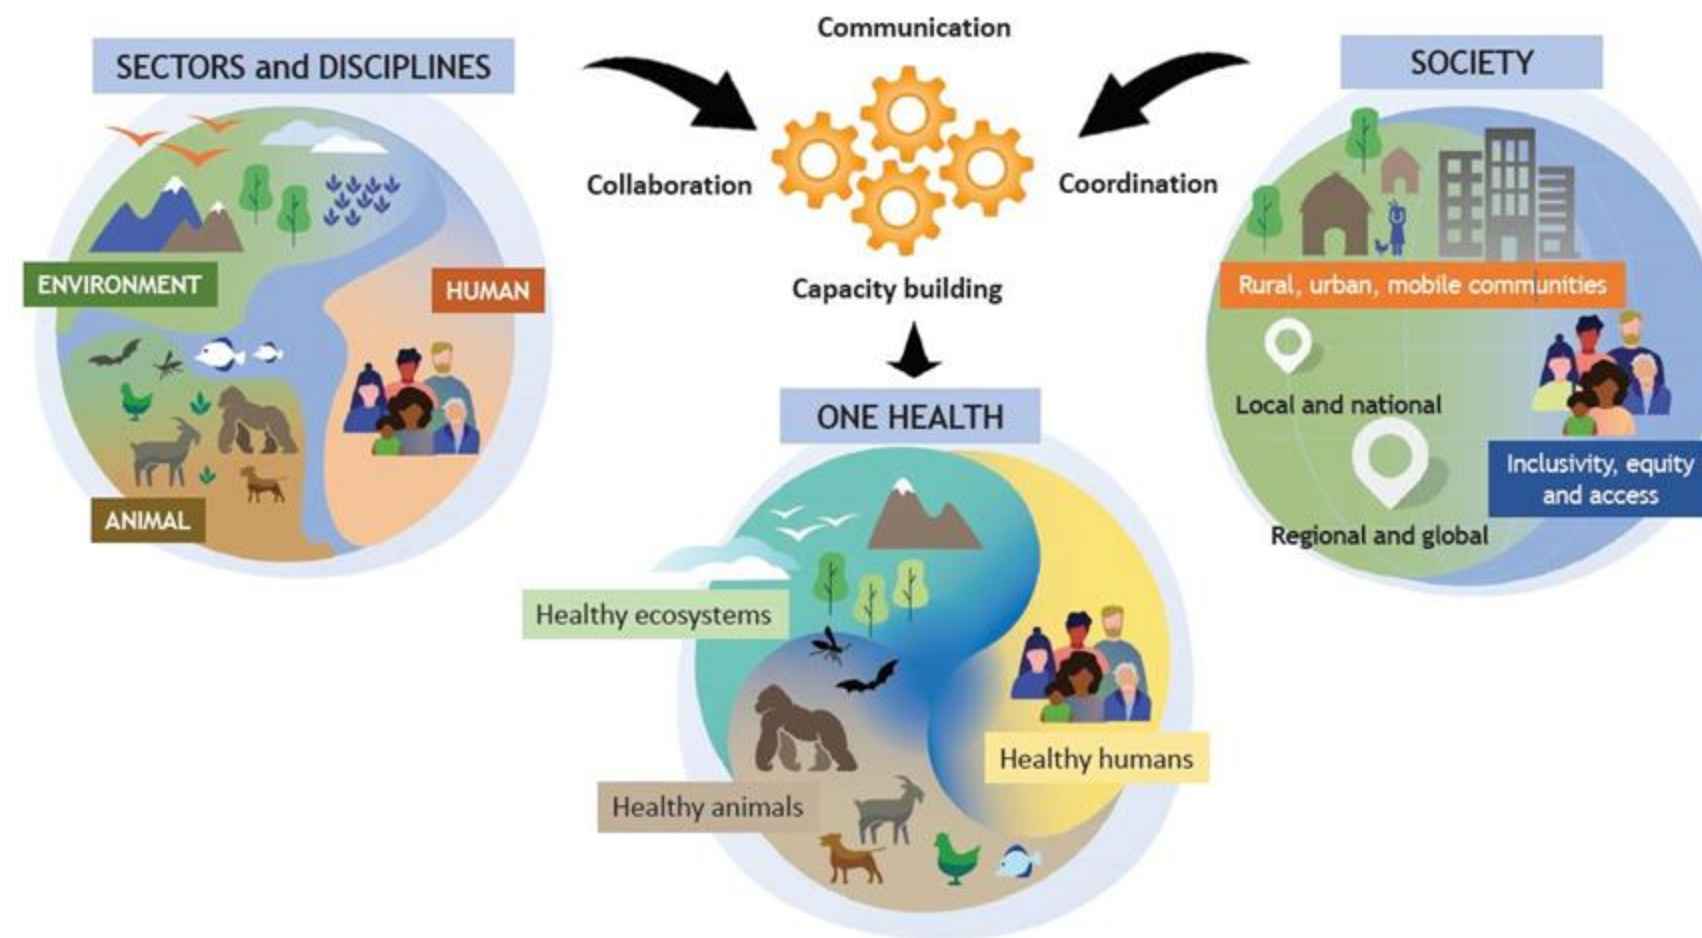 SECTORS and DISCIPLINES
ENVIRONMENT
HUMAN
ANIMAL
Communication
Collaboration
Coordination
Capacity building
SOCIETY
Rural, urban, mobile communities
Local and national
Regional and global
Inclusivity, equity
and access
ONE HEALTH
Healthy ecosystems
Healthy humans
Healthy animals